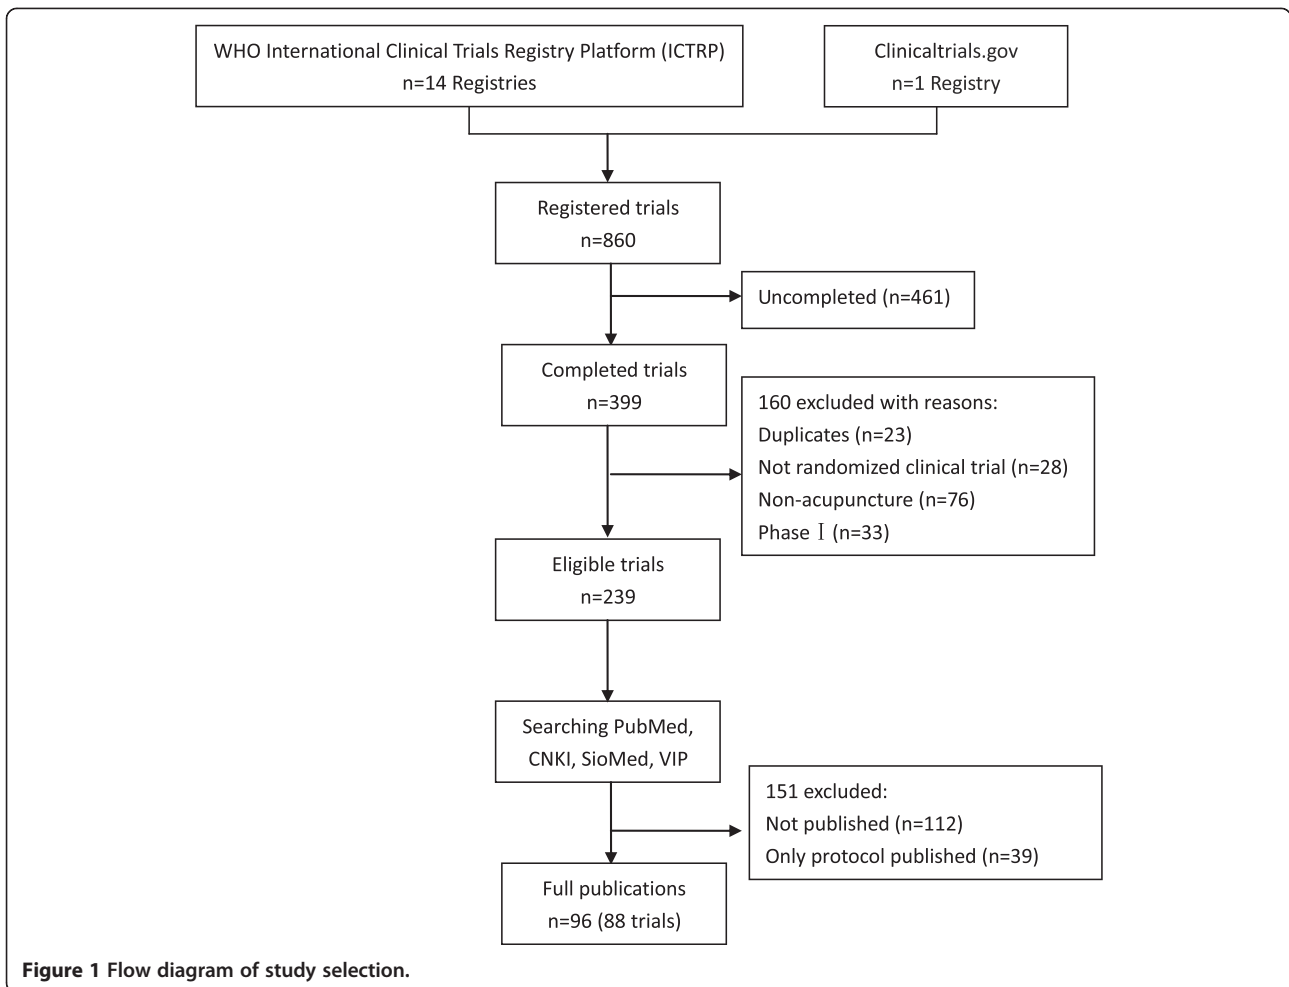 WHO International Clinical Trials Registry Platform (ICTRP)
n=14 Registries
Clinicaltrials.gov
n=1 Registry
Registered trials
n=860
Uncompleted (n=461)
Completed trials
n=399
160 excluded with reasons:
Duplicates (n=23)
Not randomized clinical trial (n=28)
Non-acupuncture (n=76)
Phase Ⅰ (n=33)
Eligible trials
n=239
Searching PubMed,
CNKI, SioMed, VIP
151 excluded:
Not published (n=112)
Only protocol published (n=39)
Full publications
n=96 (88 trials)
Figure 1 Flow diagram of study selection.